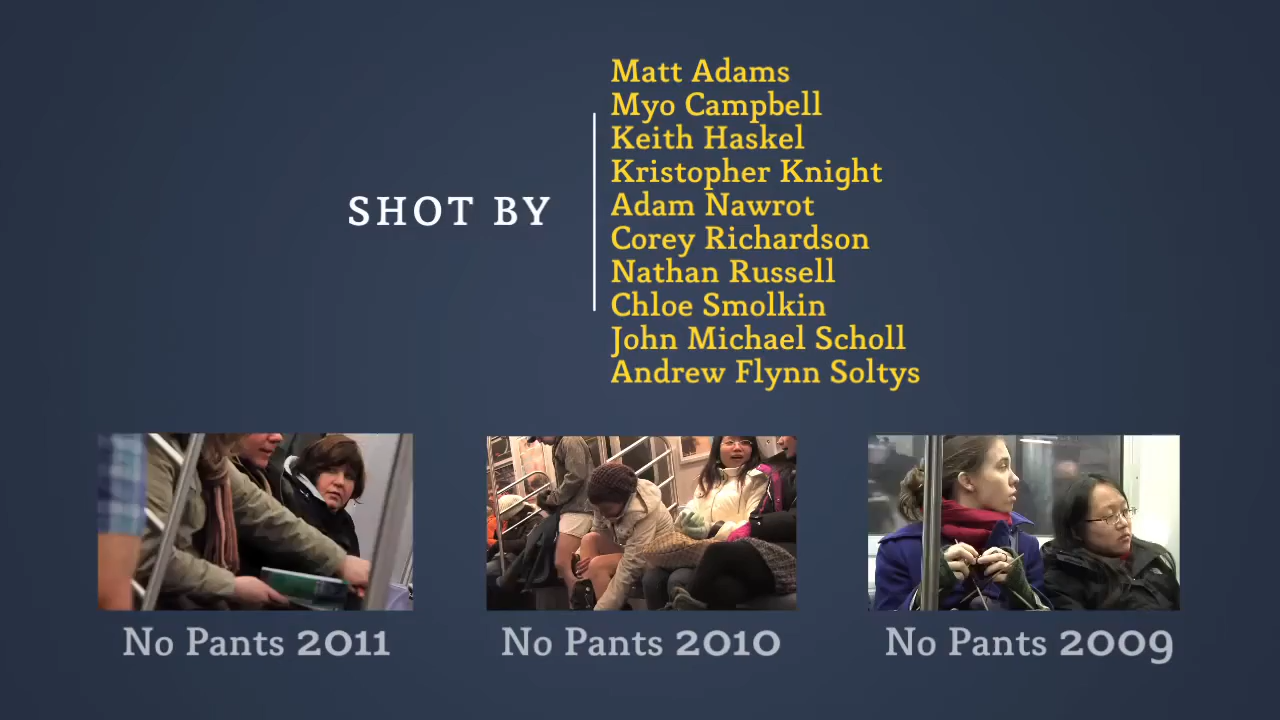 SHOT BY
Matt Adams
Myo Campbell
Keith Haskel
Kristopher Knight
Adam Nawrot
Corey Richardson
Nathan Russell
Chloe Smolkin
John Michael Scholl
Andrew Flynn Soltys
No Pants 2011
No Pants 2010
No Pants 2009